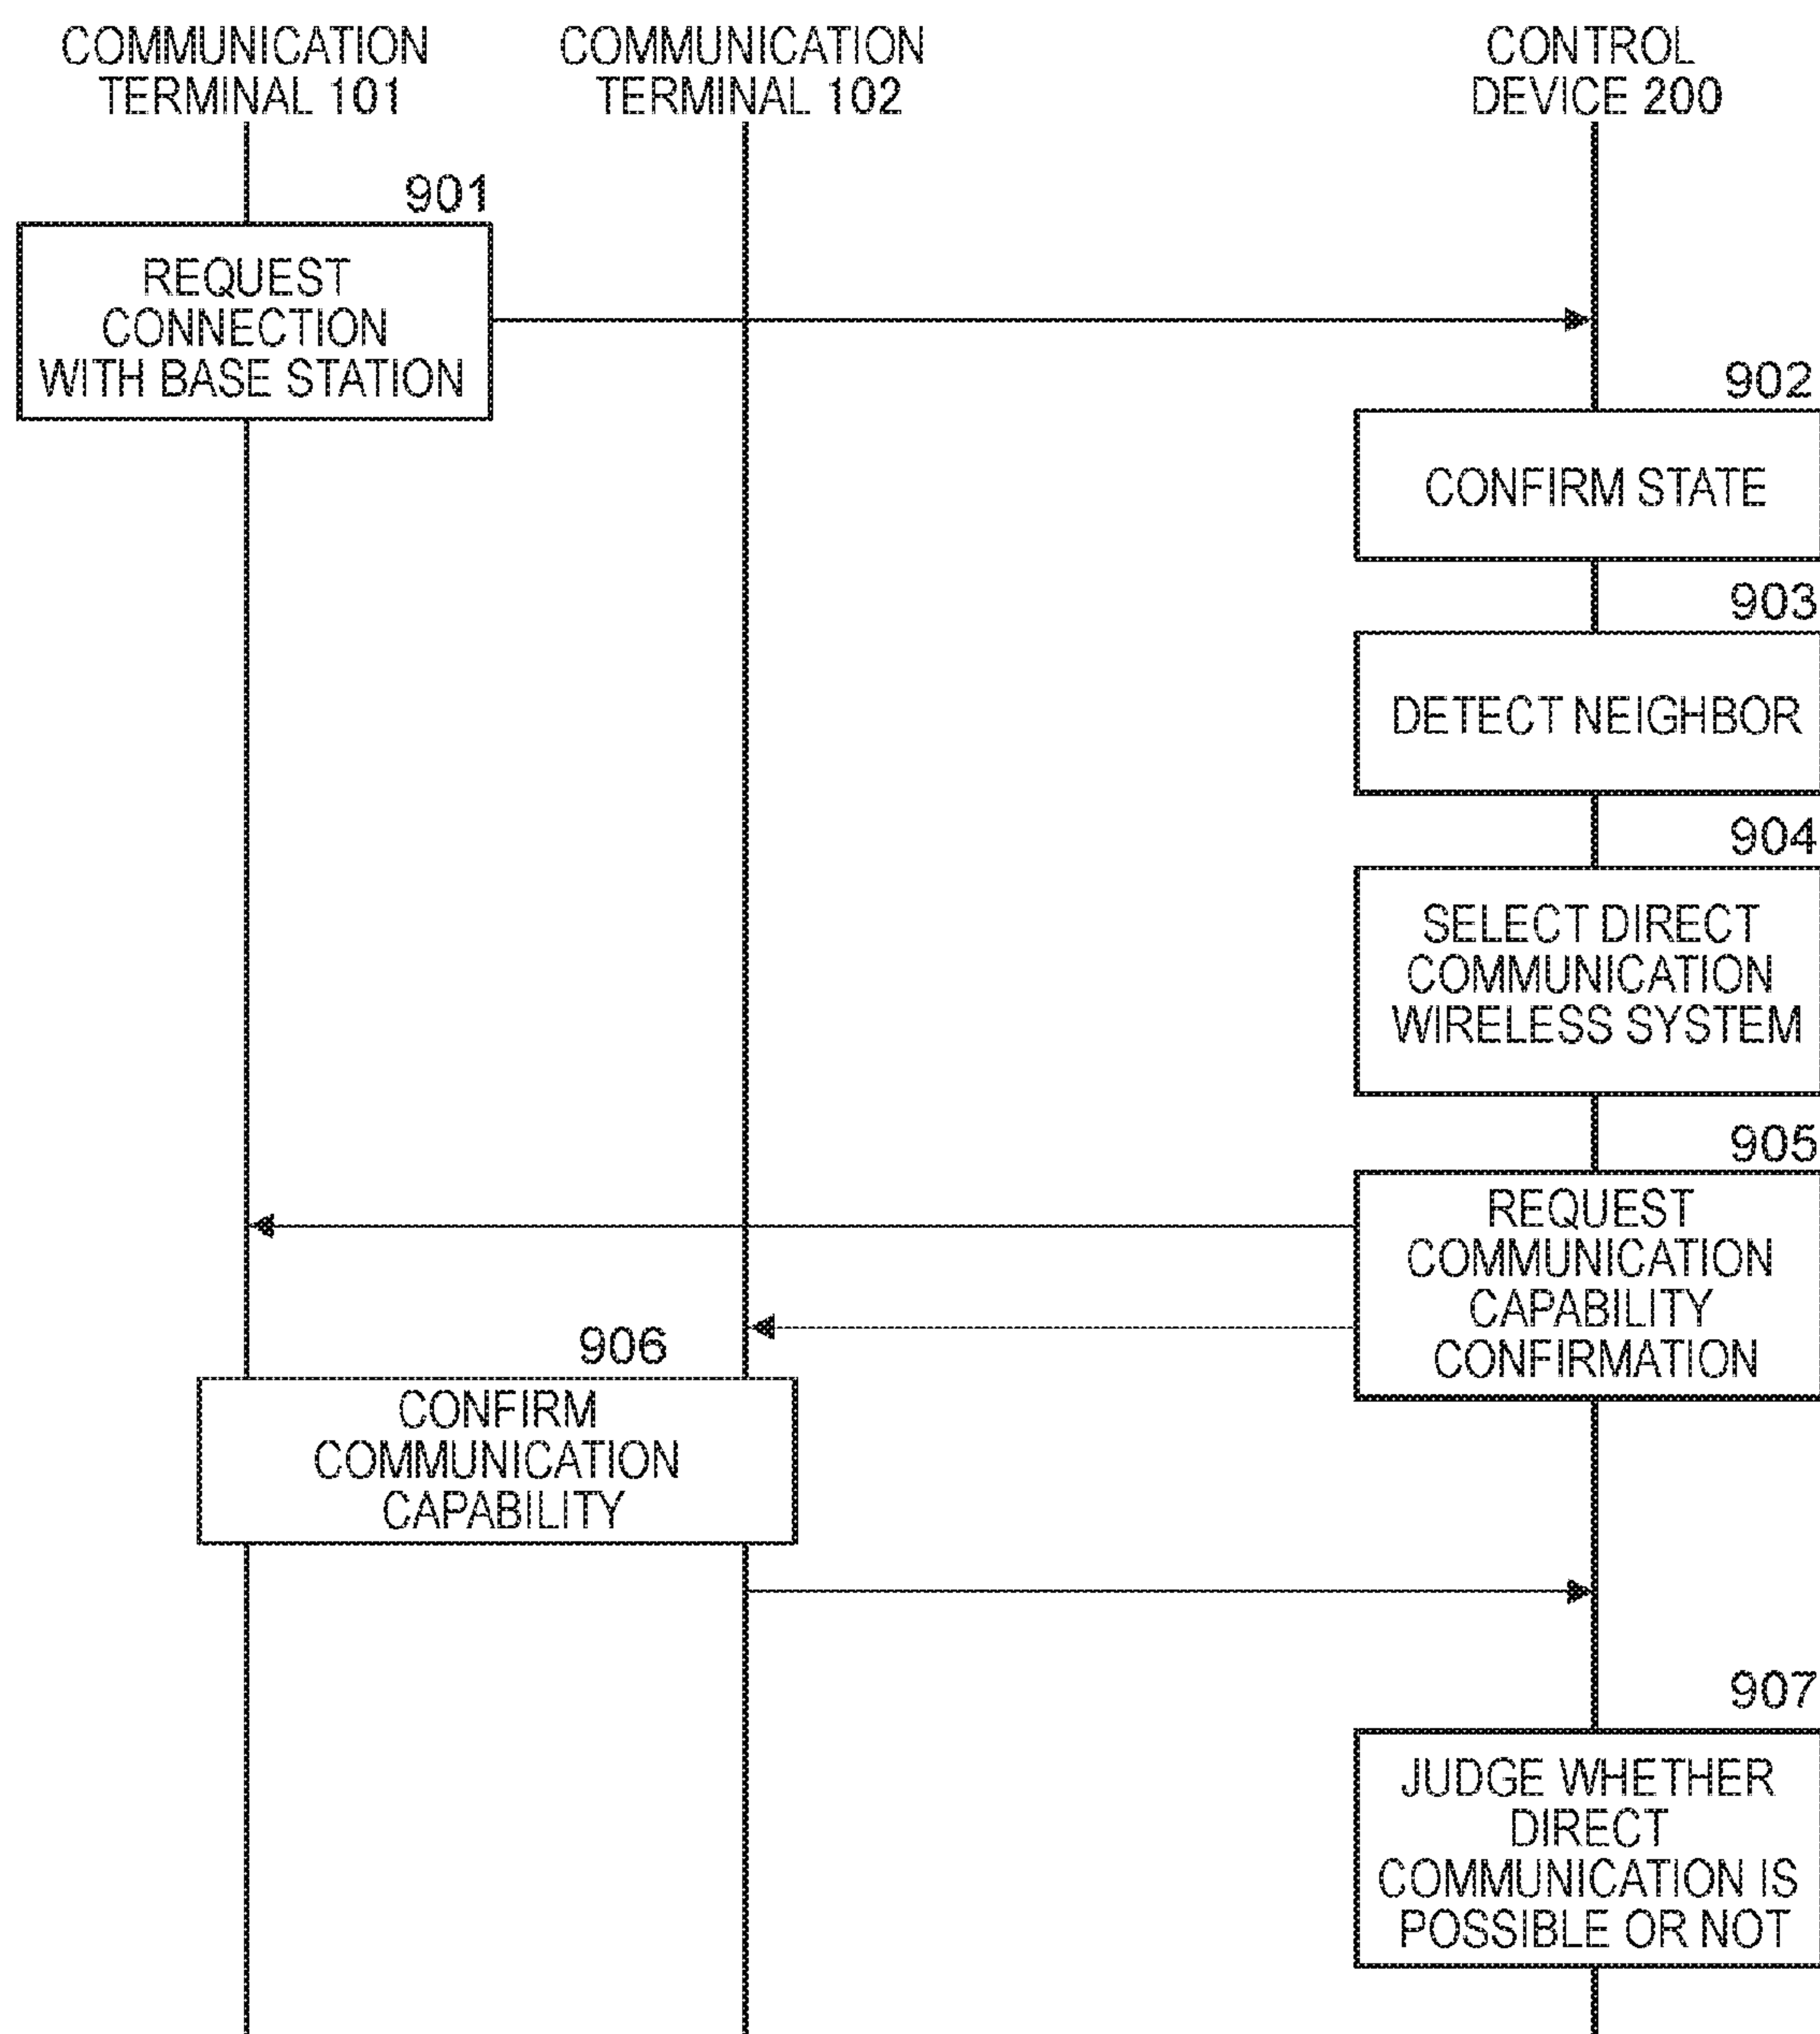 COMMUNICATION
TERMINAL 101
COMMUNICATION
TERMINAL 102
CONTROL
DEVICE 200
901
REQUEST
CONNECTION
WITH BASE STATION
902
CONFIRM STATE
903
DETECT NEIGHBOR
904
SELECT DIRECT
COMMUNICATION
WIRELESS SYSTEM
905
REQUEST
COMMUNICATION
CAPABILITY
CONFIRMATION
906
CONFIRM
COMMUNICATION
CAPABILITY
907
JUDGE WHETHER
DIRECT
COMMUNICATION IS
POSSIBLE OR NOT